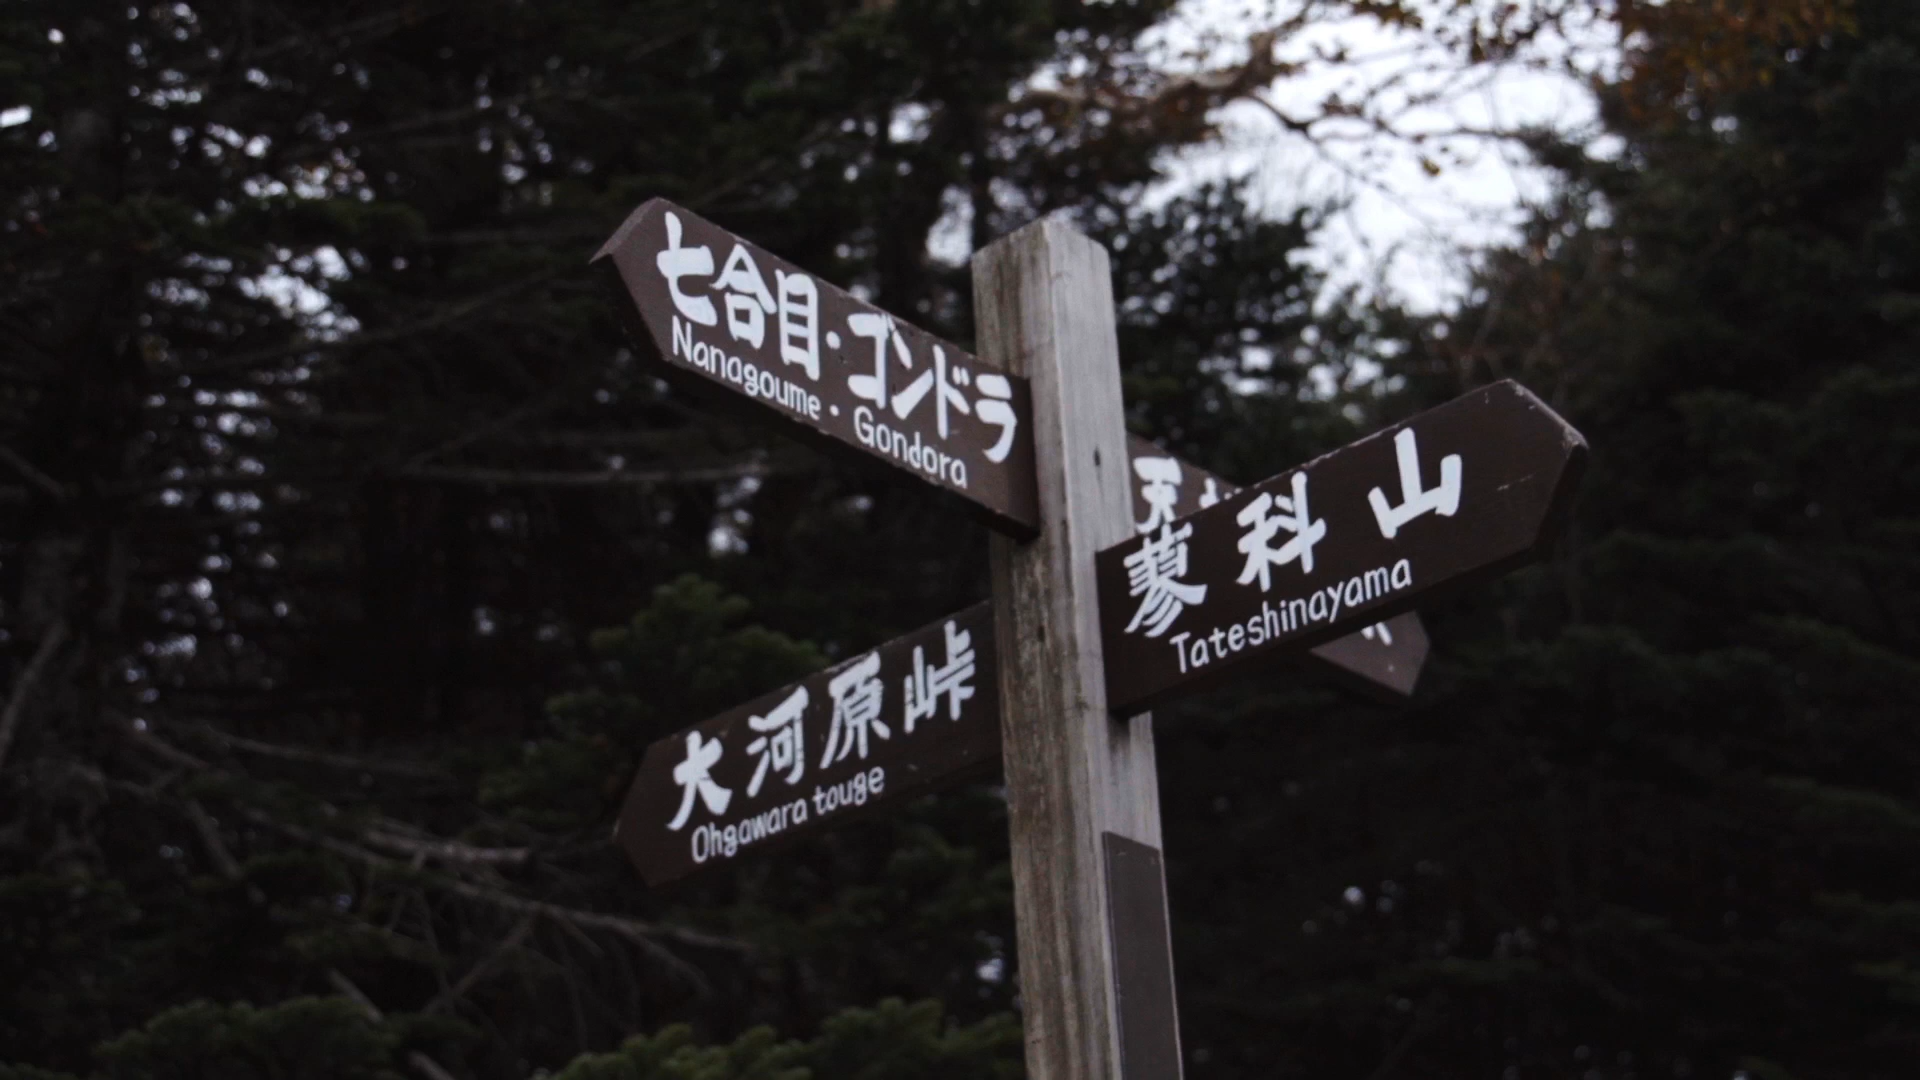 七合目・ゴンドラ
Nanagoume・Gondora
天
蓼科山
Tateshinayama
大河原峠
Ohgawara touge